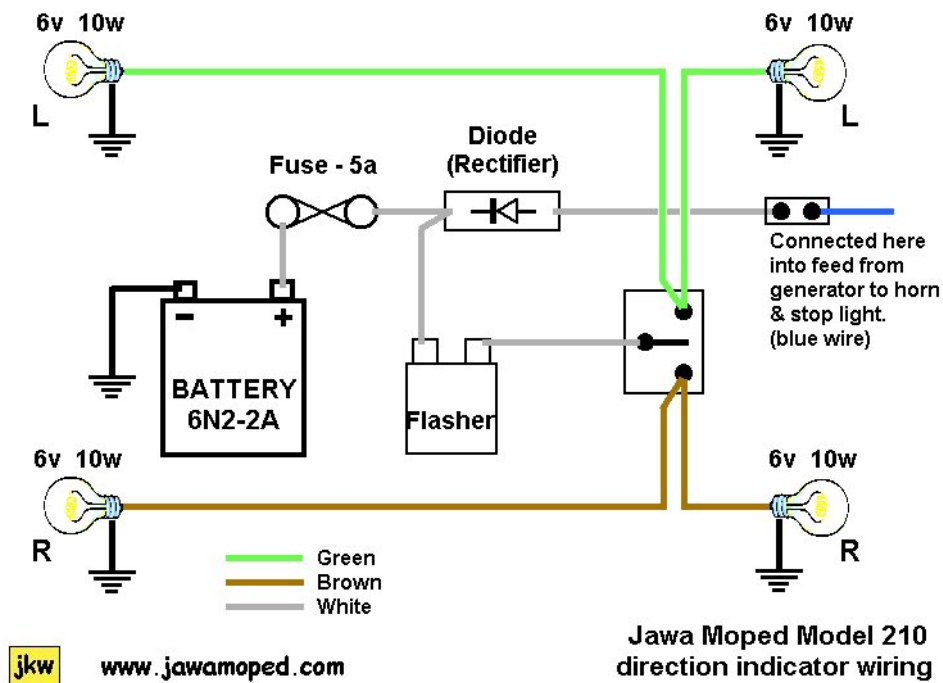 6v 10w
6v 10w
L
L
Diode
(Rectifier)
Fuse - 5a
Connected here
into feed from
generator to horn
& stop light.
(blue wire)
- +
BATTERY
6N2-2A
Flasher
6v 10w
6v 10w
R
R
Green
Brown
White
Jawa Moped Model 210
direction indicator wiring
jkw
www.jawamoped.com